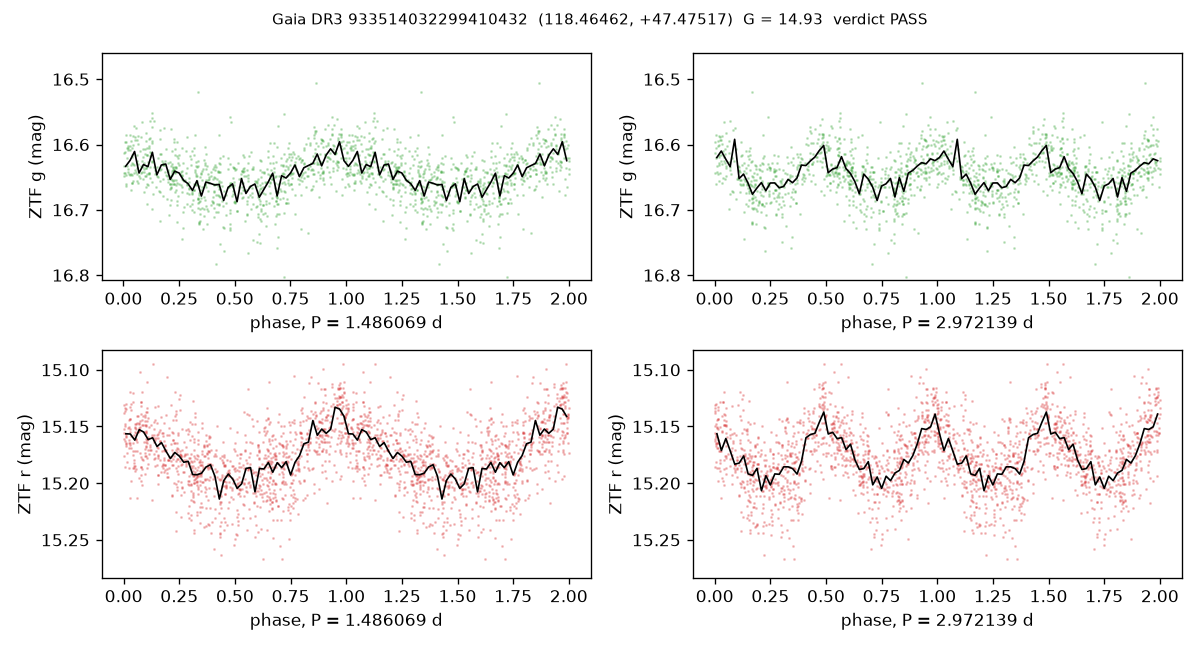 Gaia DR3 933514032299410432 (118.46462, +47.47517) G = 14.93 verdict PASS
ZTF g (mag)
16.5
16.6
16.7
16.8
0.00 0.25 0.50 0.75 1.00 1.25 1.50 1.75 2.00
phase, P = 1.486069 d
ZTF g (mag)
16.5
16.6
16.7
16.8
0.00 0.25 0.50 0.75 1.00 1.25 1.50 1.75 2.00
phase, P = 2.972139 d
ZTF r (mag)
15.10
15.15
15.20
15.25
0.00 0.25 0.50 0.75 1.00 1.25 1.50 1.75 2.00
phase, P = 1.486069 d
ZTF r (mag)
15.10
15.15
15.20
15.25
0.00 0.25 0.50 0.75 1.00 1.25 1.50 1.75 2.00
phase, P = 2.972139 d